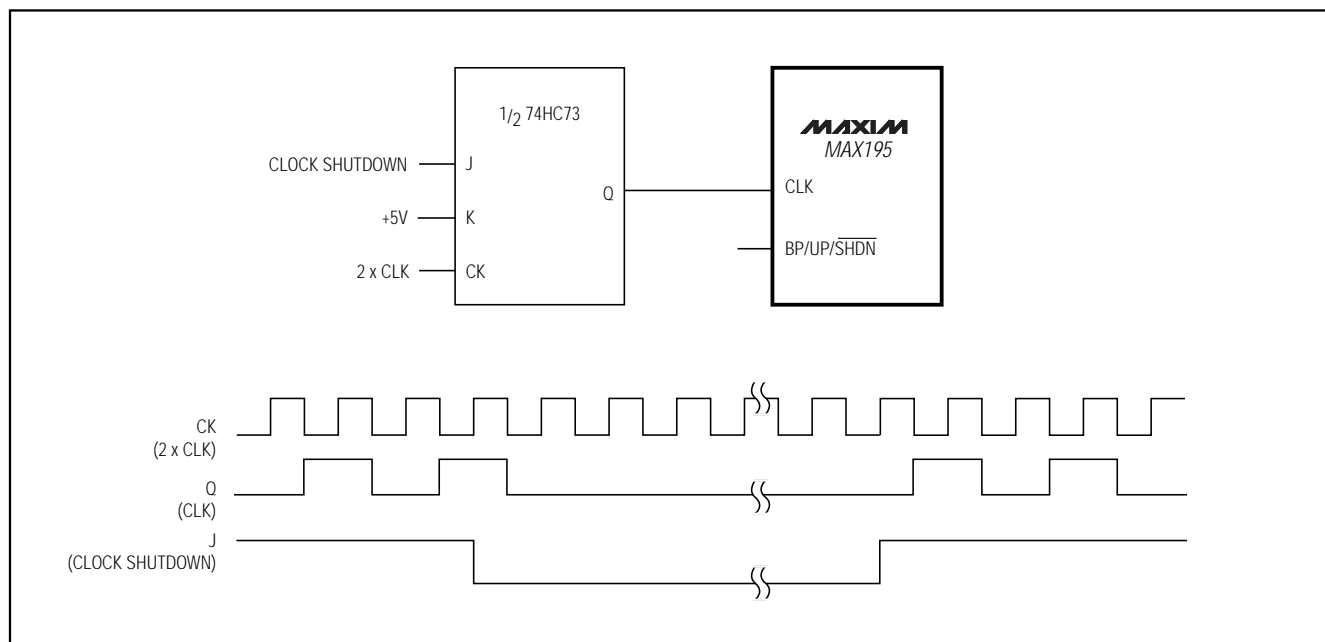 1/2 74HC73
MAXIM
MAX195
CLOCK SHUTDOWN
J
Q
CLK
+5V
K
BP/UP/SHDN
2 x CLK
CK
CK
(2 x CLK)
Q
(CLK)
J
(CLOCK SHUTDOWN)